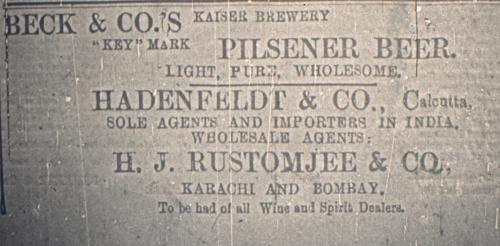 BECK & CO.'S KAISER BREWERY
"KEY" MARK PILSENER BEER.
LIGHT, PURE, WHOLESOME.
HADENFELDT & CO., Calcutta,
SOLE AGENTS AND IMPORTERS IN INDIA.
WHOLESALE AGENTS:
H. J. RUSTOMJEE & CO.,
KARACHI AND BOMBAY.
To be had of all Wine and Spirit Dealers.